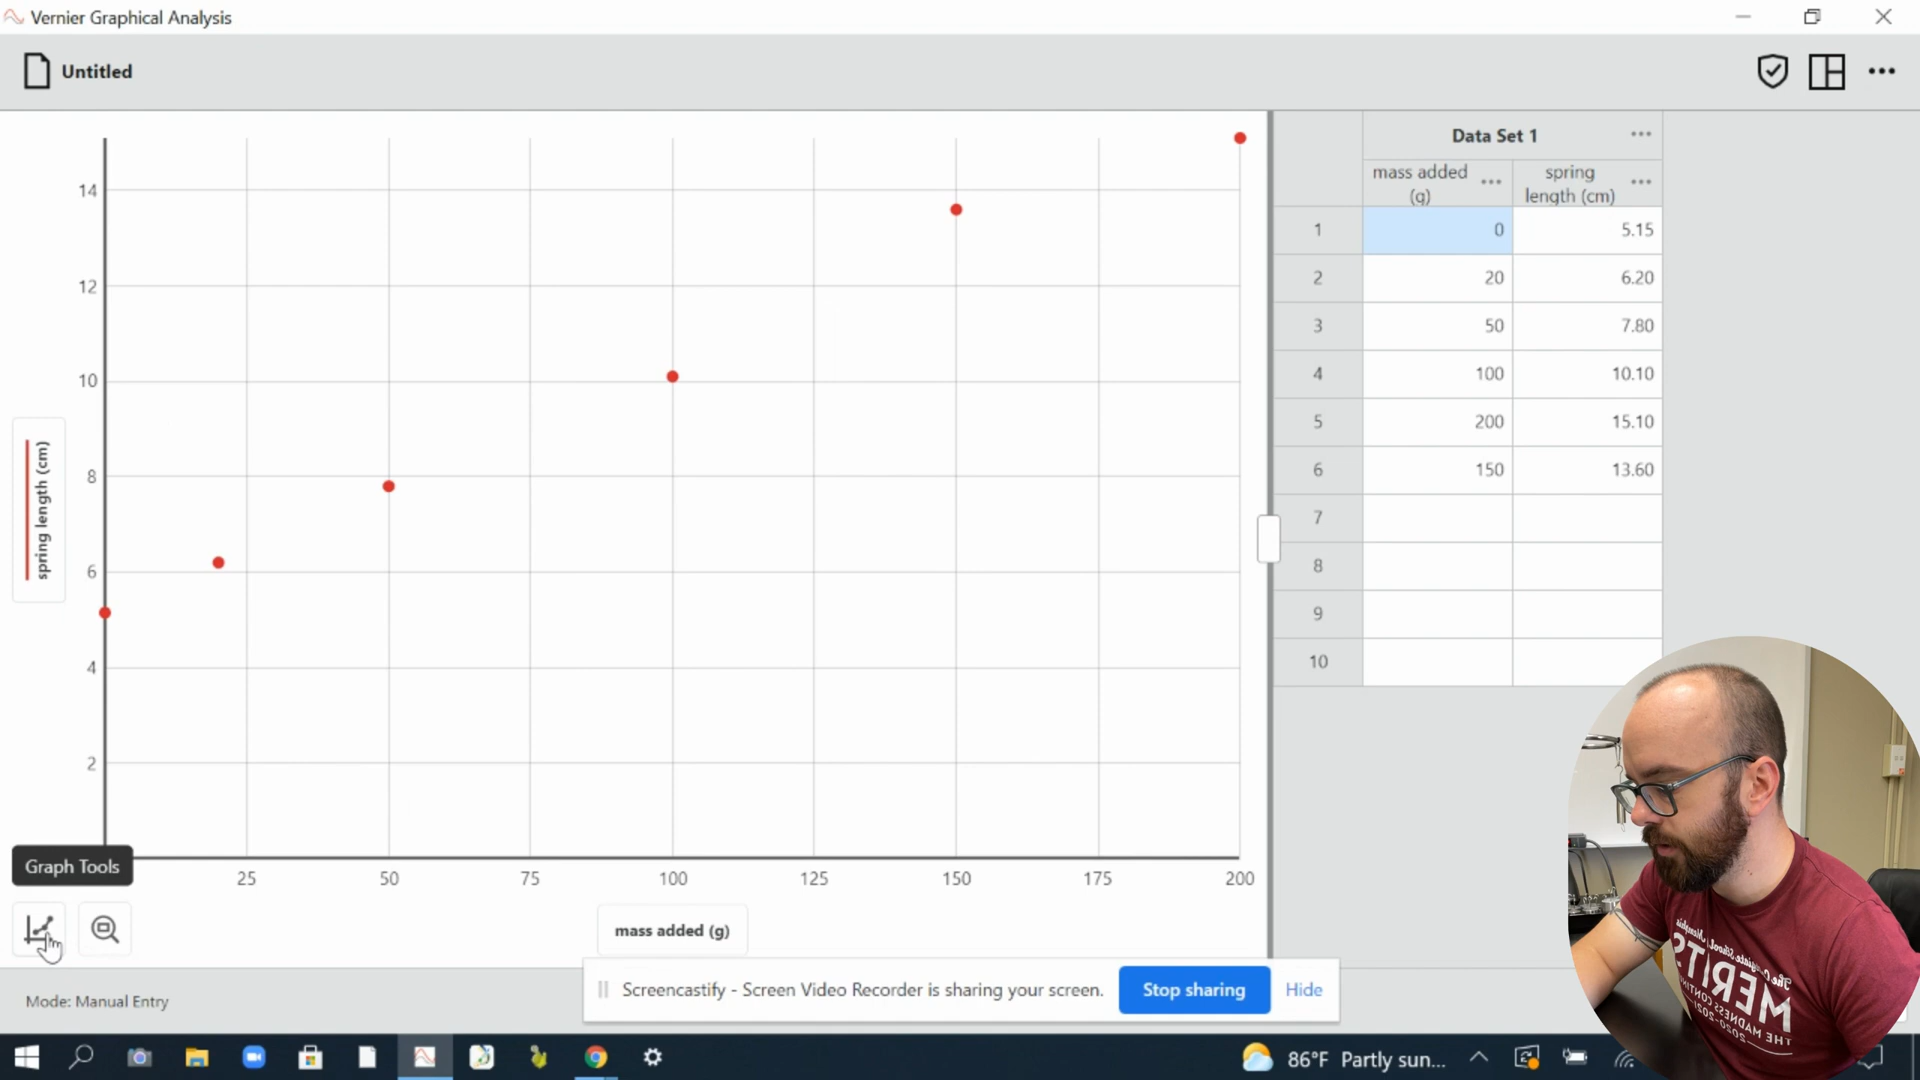 Vernier Graphical Analysis
Untitled
Data Set 1
mass added
(g)
spring
length (cm)
1 0 5.15
2 20 6.20
3 50 7.80
4 100 10.10
5 200 15.10
6 150 13.60
7
8
9
10
14
12
10
8
6
4
2
spring length (cm)
Graph Tools
25 50 75 100 125 150 175 200
mass added (g)
Screencastify - Screen Video Recorder is sharing your screen.
Stop sharing
Hide
Mode: Manual Entry
86°F Partly sun...
MERITS